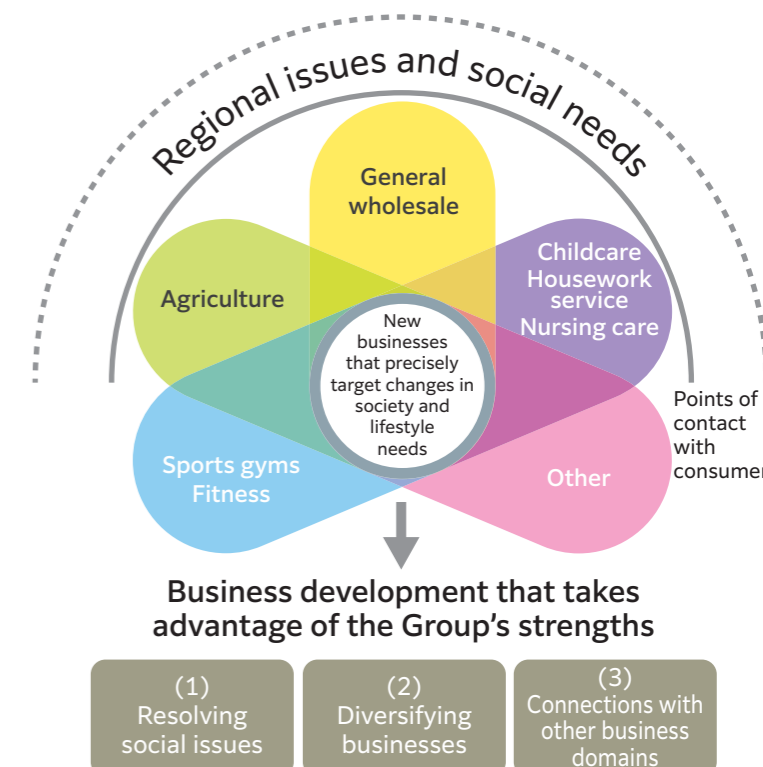 Regional issues and social needs
General
wholesale
Agriculture
Childcare
Housework
service
Nursing care
New
businesses
that precisely
target changes in
society and
lifestyle
needs
Points of
contact
with
consumer
Sports gyms
Fitness
Other
Business development that takes
advantage of the Group’s strengths
(1)
Resolving
social issues
(2)
Diversifying
businesses
(3)
Connections with
other business
domains